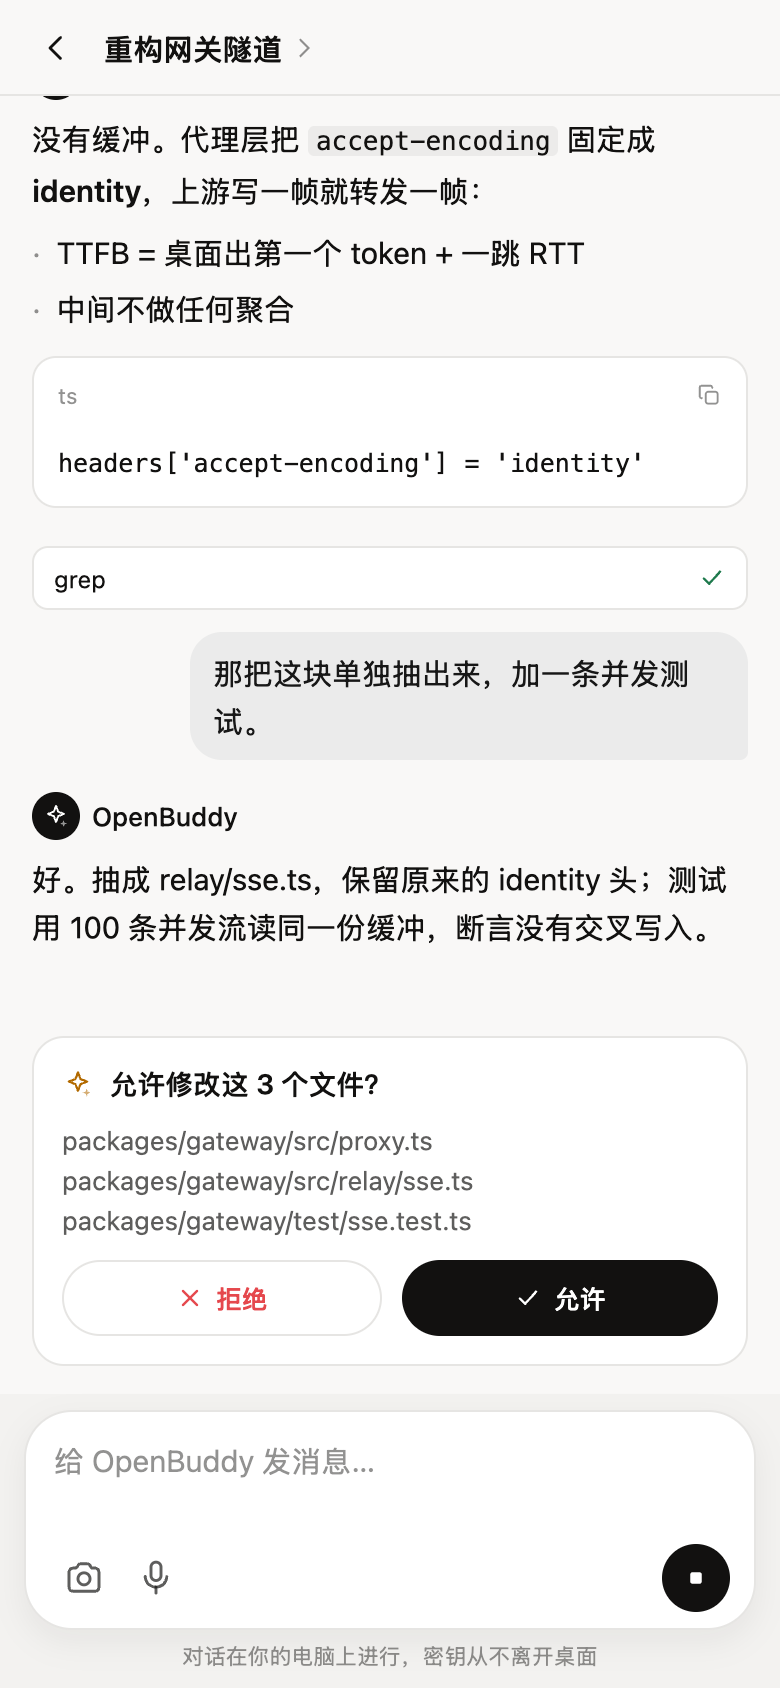 重构网关隧道
没有缓冲。代理层把 accept-encoding 固定成
identity，上游写一帧就转发一帧：
· TTFB = 桌面出第一个 token + 一跳 RTT
· 中间不做任何聚合
ts
headers['accept-encoding'] = 'identity'
grep
那把这块单独抽出来，加一条并发测
试。
OpenBuddy
好。抽成 relay/sse.ts，保留原来的 identity 头；测试
用 100 条并发流读同一份缓冲，断言没有交叉写入。
允许修改这 3 个文件?
packages/gateway/src/proxy.ts
packages/gateway/src/relay/sse.ts
packages/gateway/test/sse.test.ts
拒绝
允许
给 OpenBuddy 发消息...
对话在你的电脑上进行，密钥从不离开桌面